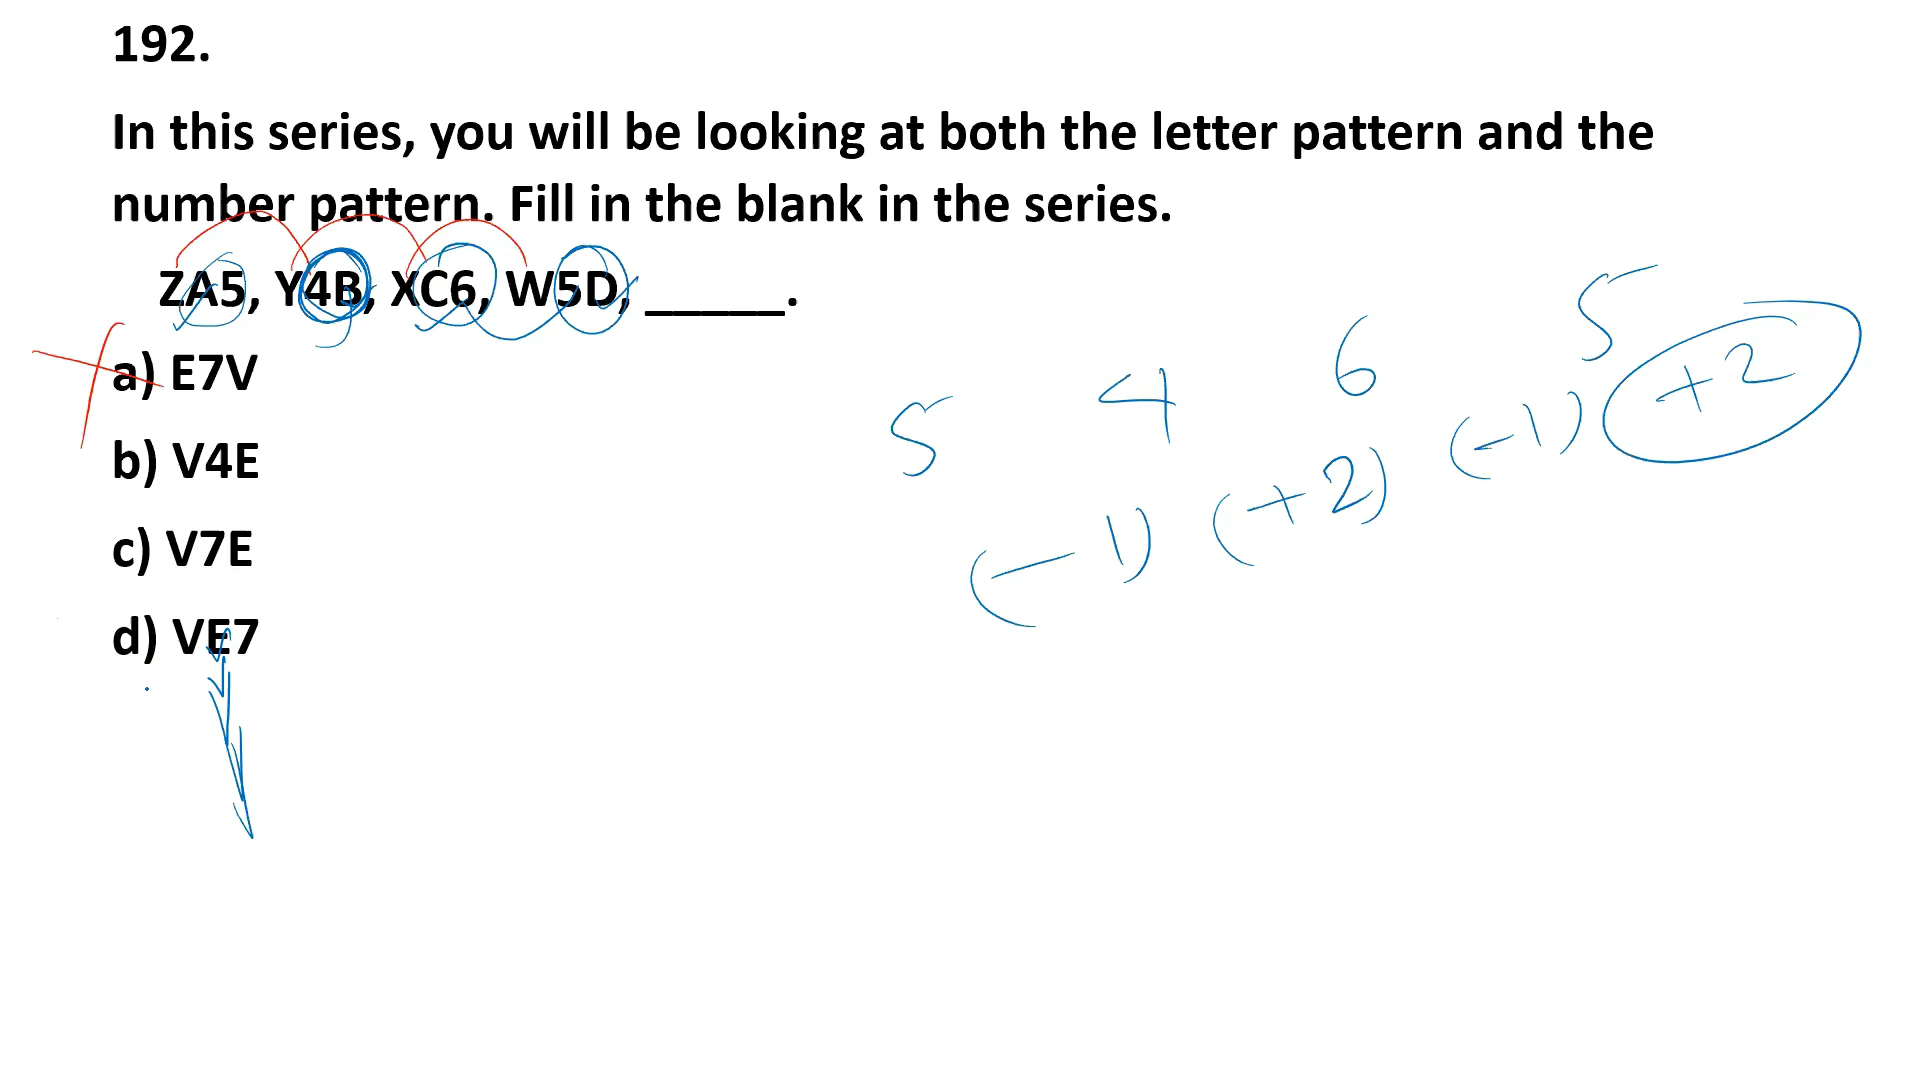 192.
In this series, you will be looking at both the letter pattern and the
number pattern. Fill in the blank in the series.
ZA5, Y4B, XC6, W5D, _____.
a) E7V
b) V4E
c) V7E
d) VE7
5 4 6 5
(-1) (+2) (-1) +2